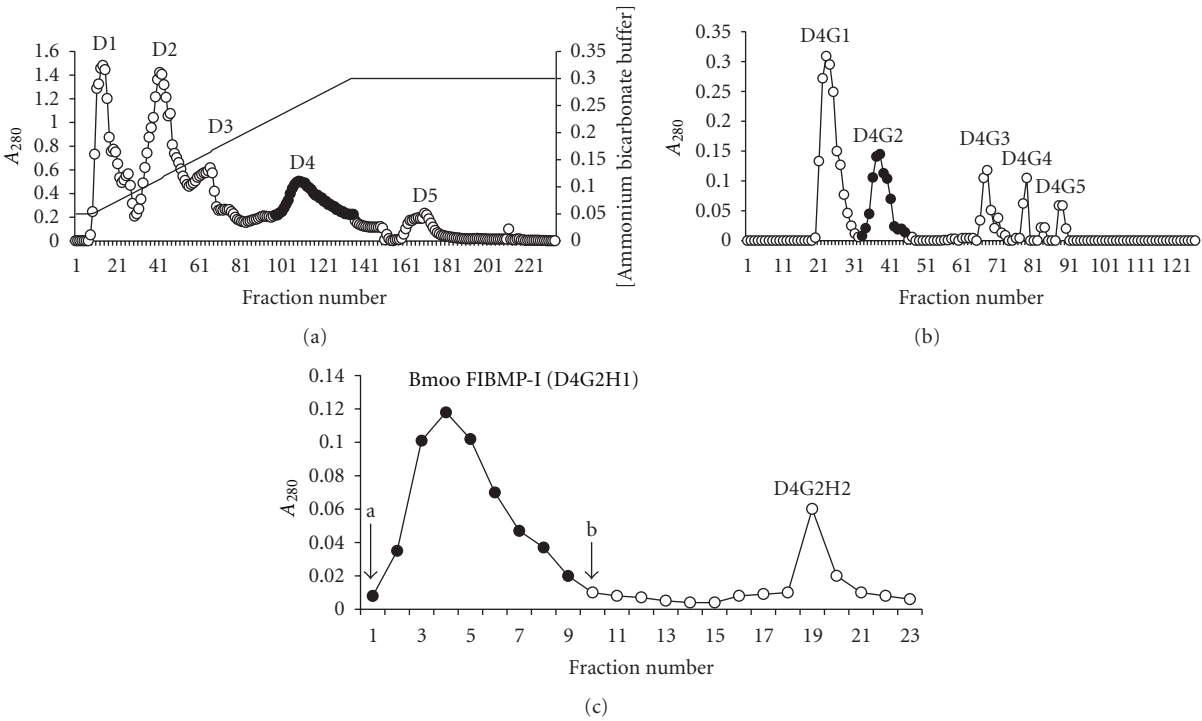 D1 D2 D3 D4 D5
1.6 1.4 1.2 1 0.8 0.6 0.4 0.2 0
A280
0.35 0.3 0.25 0.2 0.15 0.1 0.05 0
[Ammonium bicarbonate buffer]
1 21 41 61 81 101 121 141 161 181 201 221
Fraction number
(a)
D4G1 D4G2 D4G3 D4G4 D4G5
0.35 0.3 0.25 0.2 0.15 0.1 0.05 0
A280
1 11 21 31 41 51 61 71 81 91 101 111 121
Fraction number
(b)
Bmoo FIBMP-I (D4G2H1)
D4G2H2
a b
0.14 0.12 0.1 0.08 0.06 0.04 0.02 0
A280
1 3 5 7 9 11 13 15 17 19 21 23
Fraction number
(c)